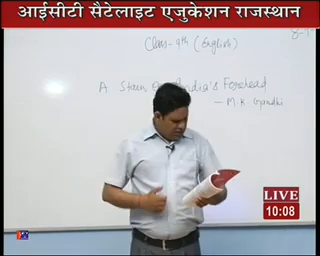 आईसीटी सैटेलाइट एजुकेशन राजस्थान
Class-9th (English)
A Stain On India's Forehead
- M.K. Gandhi
LIVE
10:08